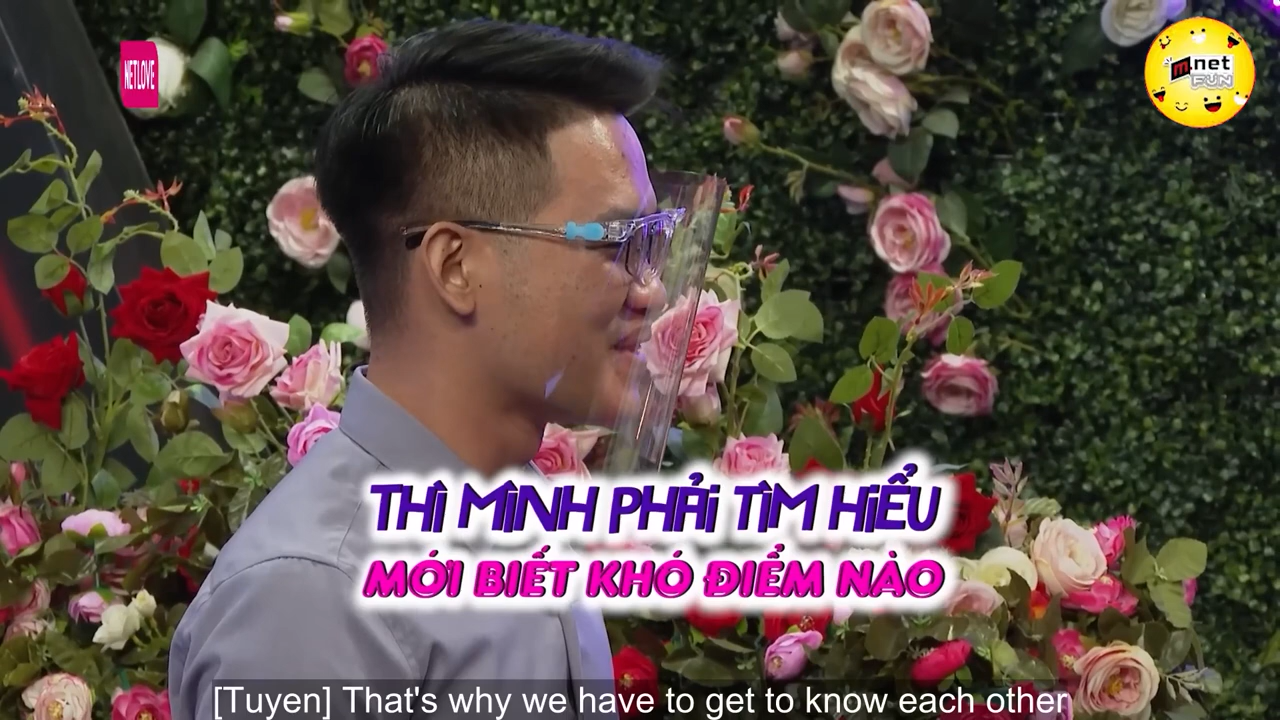 NETLOVE
mnet
FUN
THÌ MÌNH PHẢI TÌM HIỂU
MỚI BIẾT KHÓ ĐIỂM NÀO
[Tuyen] That's why we have to get to know each other